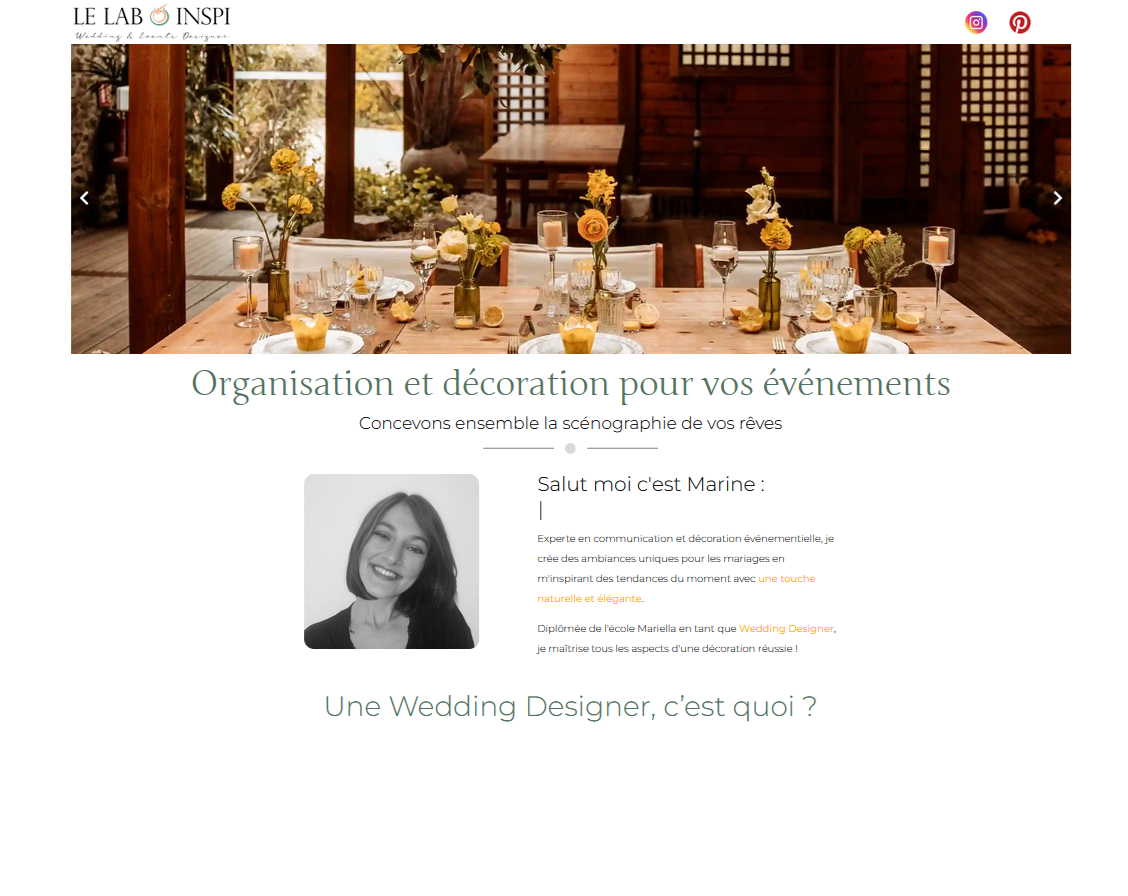 LE LAB INSPI
Wedding & Events Designer
Organisation et décoration pour vos événements
Concevons ensemble la scénographie de vos rêves
Salut moi c'est Marine :
Experte en communication et décoration événementielle, je
crée des ambiances uniques pour les mariages en
m'inspirant des tendances du moment avec une touche
naturelle et élégante.
Diplômée de l'école Mariella en tant que Wedding Designer,
je maîtrise tous les aspects d'une décoration réussie !
Une Wedding Designer, c’est quoi ?